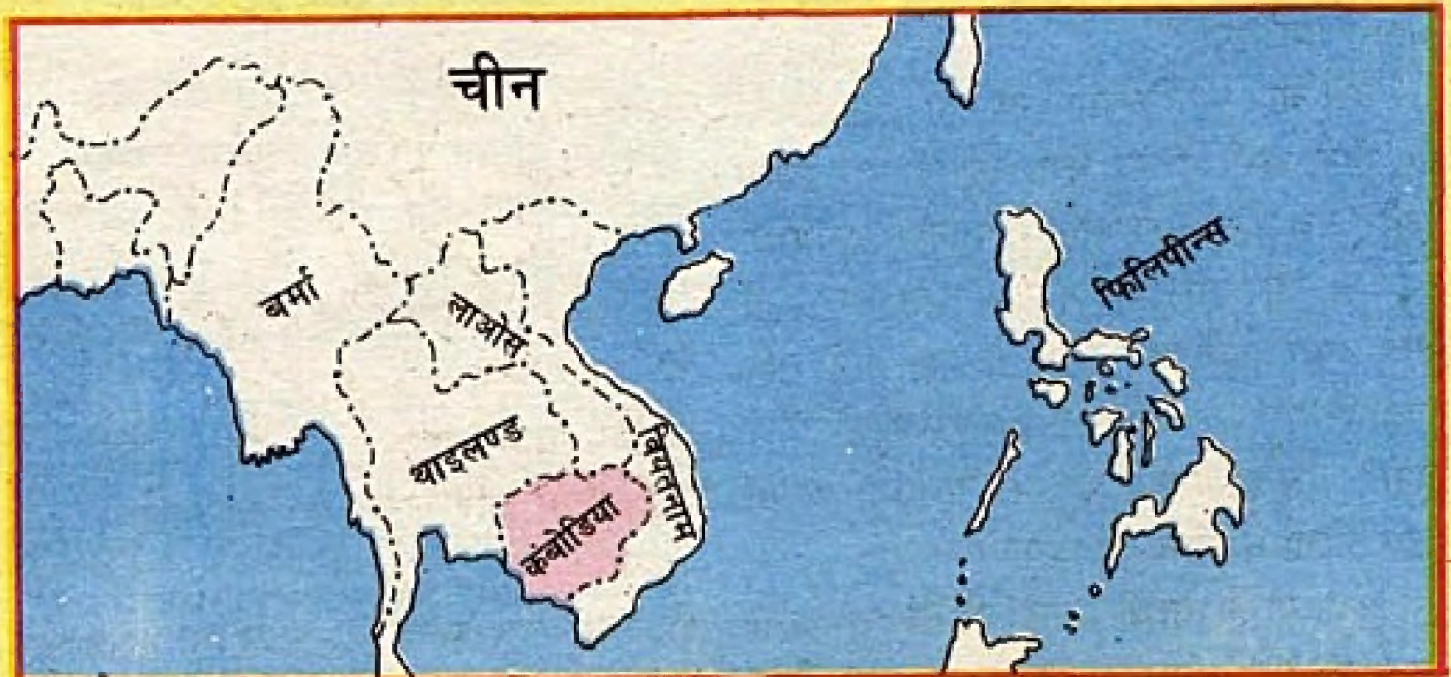 चीन
बर्मा
लाओस
फिलिपीन्स
थाइलण्ड
वियतनाम
कंबोडिया